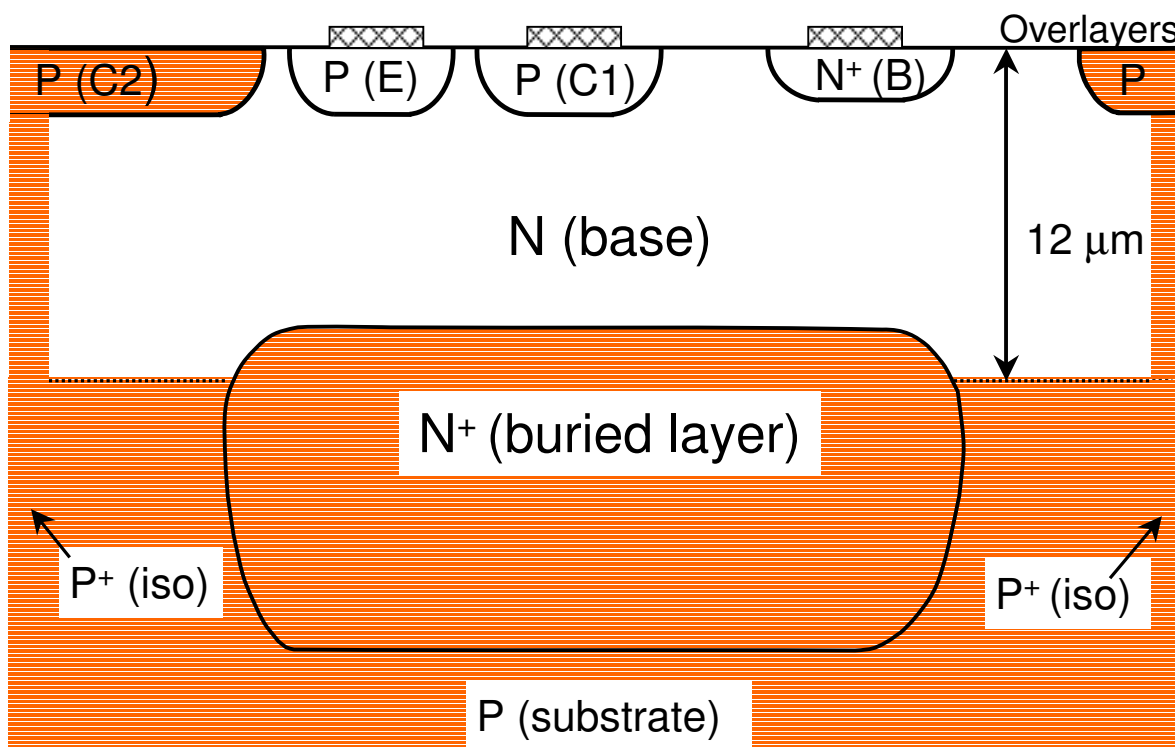 Overlayers
P (C2)
P (E)
P (C1)
N⁺ (B)
P
N (base)
12 μm
N⁺ (buried layer)
P⁺ (iso)
P⁺ (iso)
P (substrate)